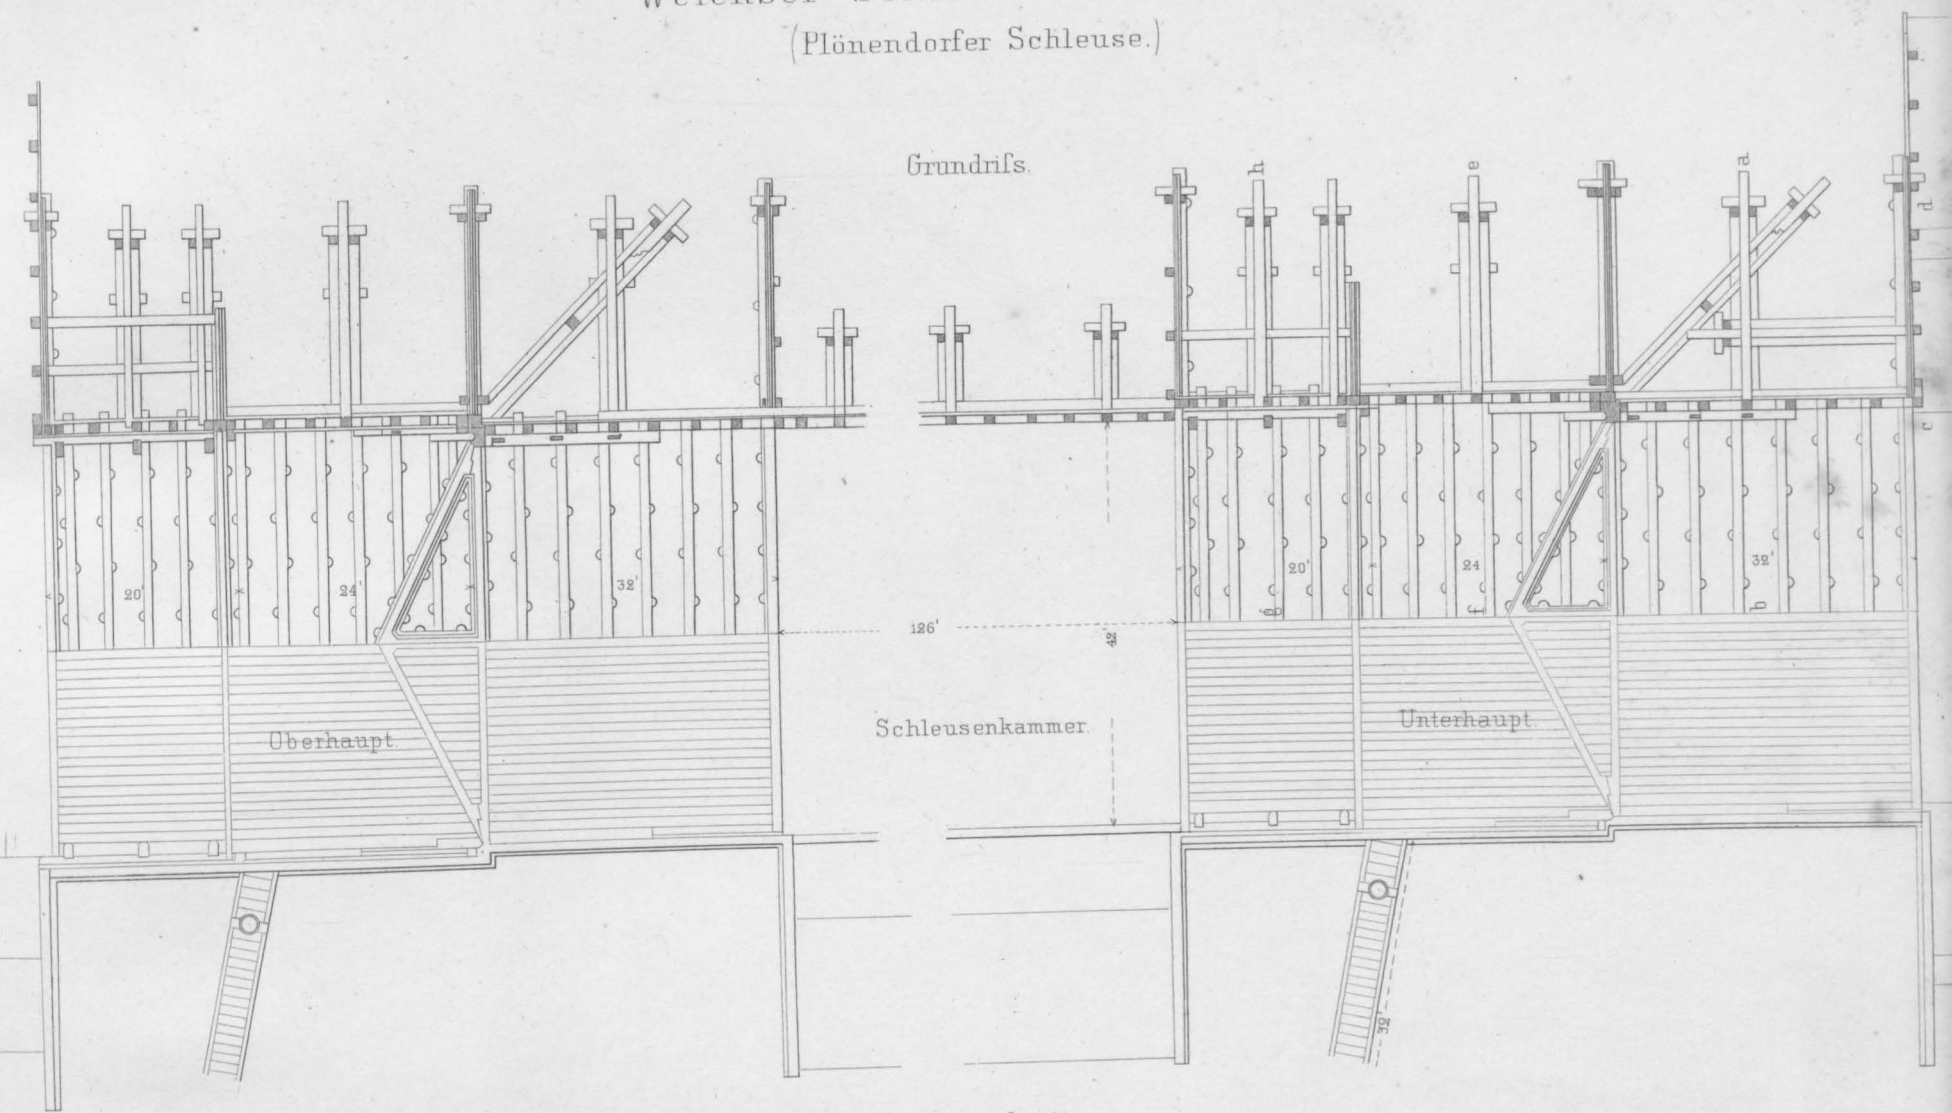 (Plönendorfer Schleuse.)
Grundriſs.
h
e
a
d
c
20'
24'
32'
20'
24
32'
g
f
b
126'
42'
Oberhaupt.
Schleusenkammer.
Unterhaupt.
32'